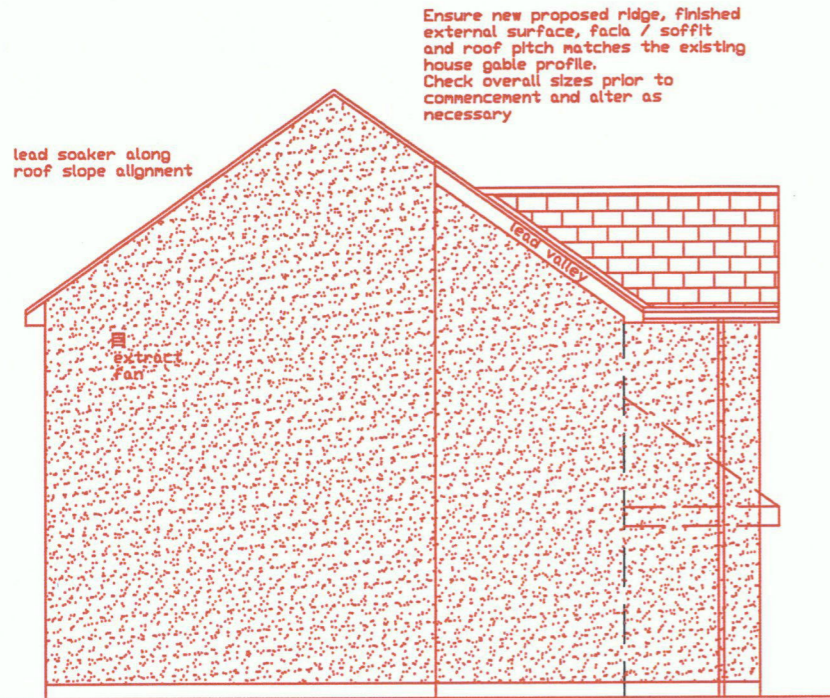 Ensure new proposed ridge, finished
external surface, facia / soffit
and roof pitch matches the existing
house gable profile.
Check overall sizes prior to
commencement and alter as
necessary
lead soaker along
roof slope alignment
lead valley
extract
fan